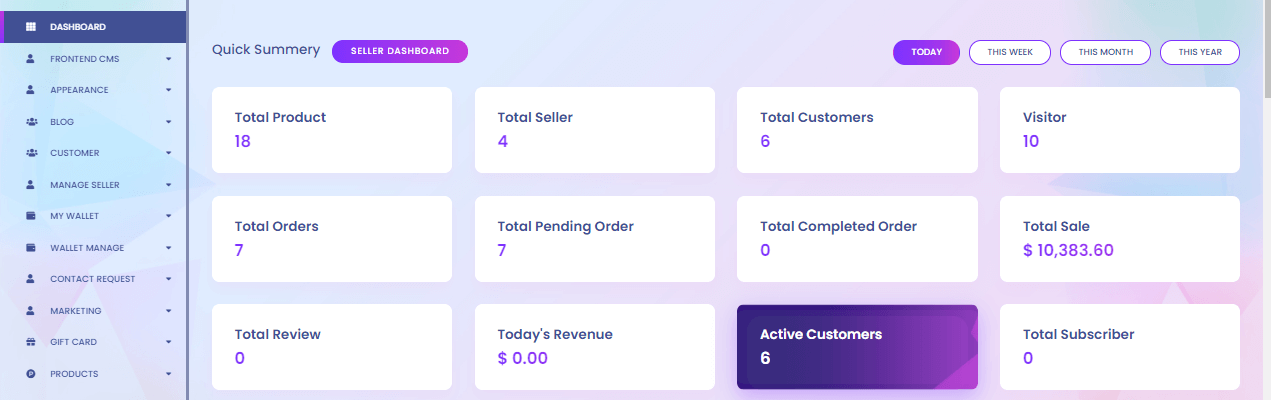 DASHBOARD
FRONTEND CMS
APPEARANCE
BLOG
CUSTOMER
MANAGE SELLER
MY WALLET
WALLET MANAGE
CONTACT REQUEST
MARKETING
GIFT CARD
PRODUCTS
Quick Summery SELLER DASHBOARD TODAY THIS WEEK THIS MONTH THIS YEAR
Total Product
18
Total Seller
4
Total Customers
6
Visitor
10
Total Orders
7
Total Pending Order
7
Total Completed Order
0
Total Sale
$ 10,383.60
Total Review
0
Today's Revenue
$ 0.00
Active Customers
6
Total Subscriber
0